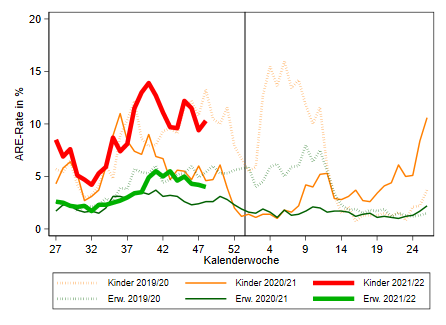 20
15
10
5
0
ARE-Rate in %
27 32 37 42 47 52 4 9 14 19 24
Kalenderwoche
Kinder 2019/20 Kinder 2020/21 Kinder 2021/22
Erw. 2019/20 Erw. 2020/21 Erw. 2021/22